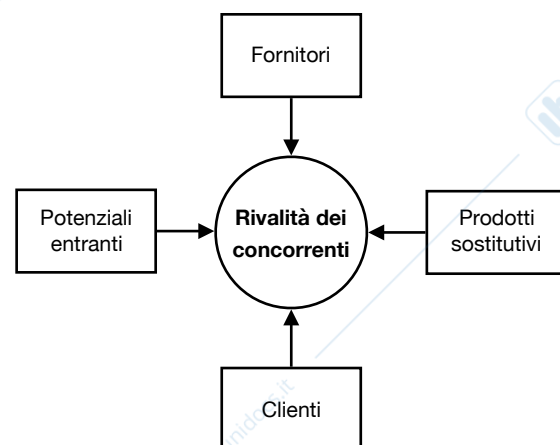 Fornitori
Potenziali
entranti
Rivalità dei
concorrenti
Prodotti
sostitutivi
Clienti